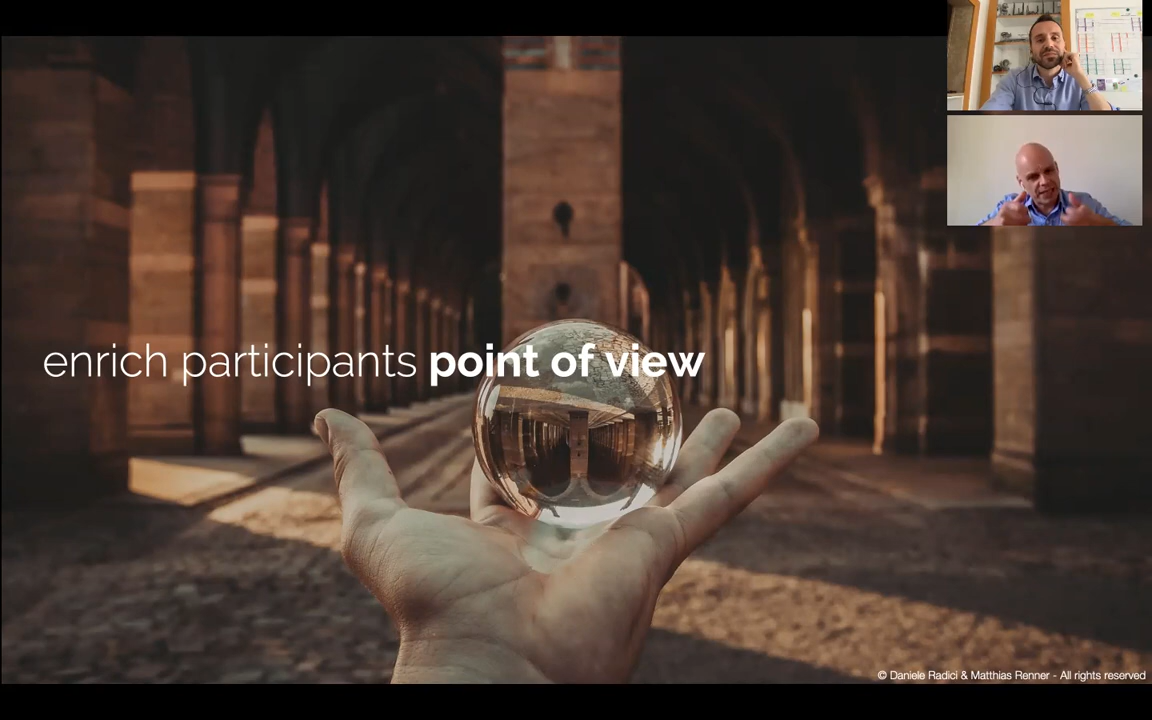 enrich participants point of view
© Daniele Radici & Matthias Renner - All rights reserved